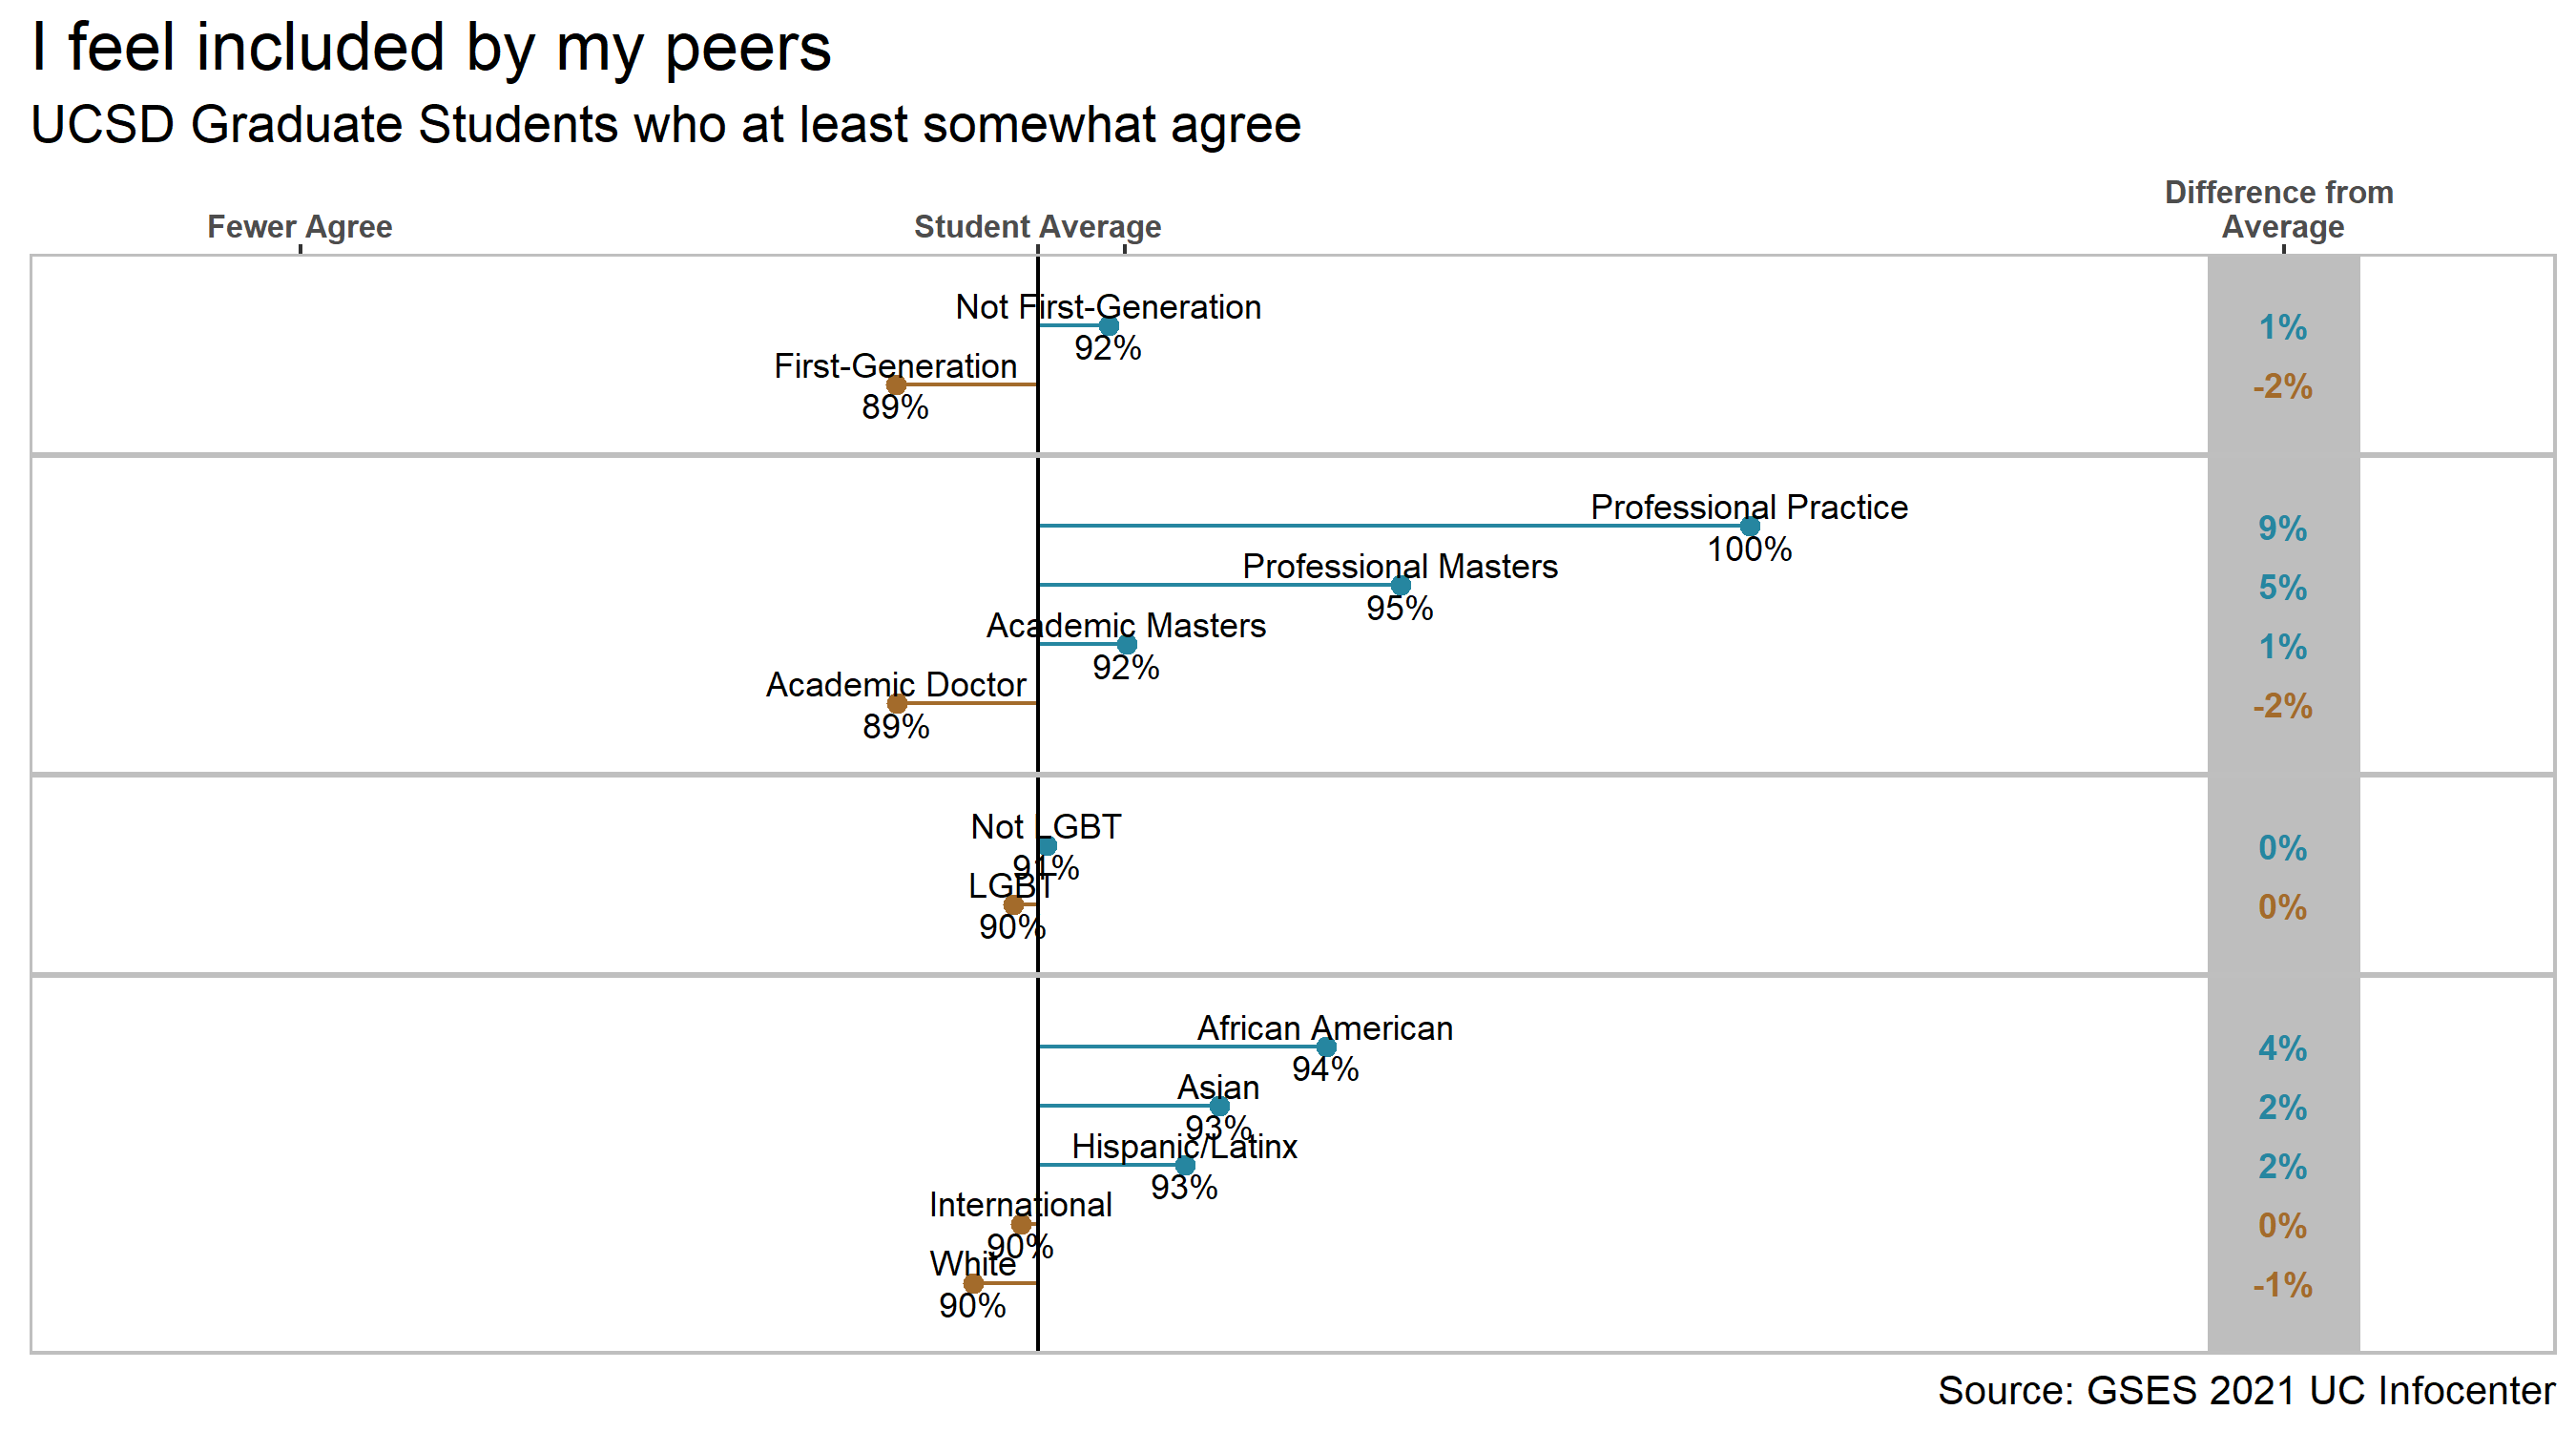 I feel included by my peers
UCSD Graduate Students who at least somewhat agree
Fewer Agree
Student Average
Difference from
Average
Not First-Generation
92%
1%
First-Generation
89%
-2%
Professional Practice
100%
9%
Professional Masters
95%
5%
Academic Masters
92%
1%
Academic Doctor
89%
-2%
Not LGBT
91%
0%
LGBT
90%
0%
African American
94%
4%
Asian
93%
2%
Hispanic/Latinx
93%
2%
International
90%
0%
White
90%
-1%
Source: GSES 2021 UC Infocenter